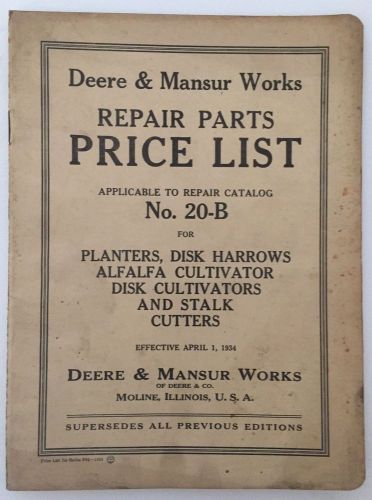 Deere & Mansur Works
REPAIR PARTS
PRICE LIST
APPLICABLE TO REPAIR CATALOG
No. 20-B
FOR
PLANTERS, DISK HARROWS
ALFALFA CULTIVATOR
DISK CULTIVATORS
AND STALK
CUTTERS
EFFECTIVE APRIL 1, 1934
DEERE & MANSUR WORKS
OF DEERE & CO.
MOLINE, ILLINOIS, U. S. A.
SUPERSEDES ALL PREVIOUS EDITIONS
Price List